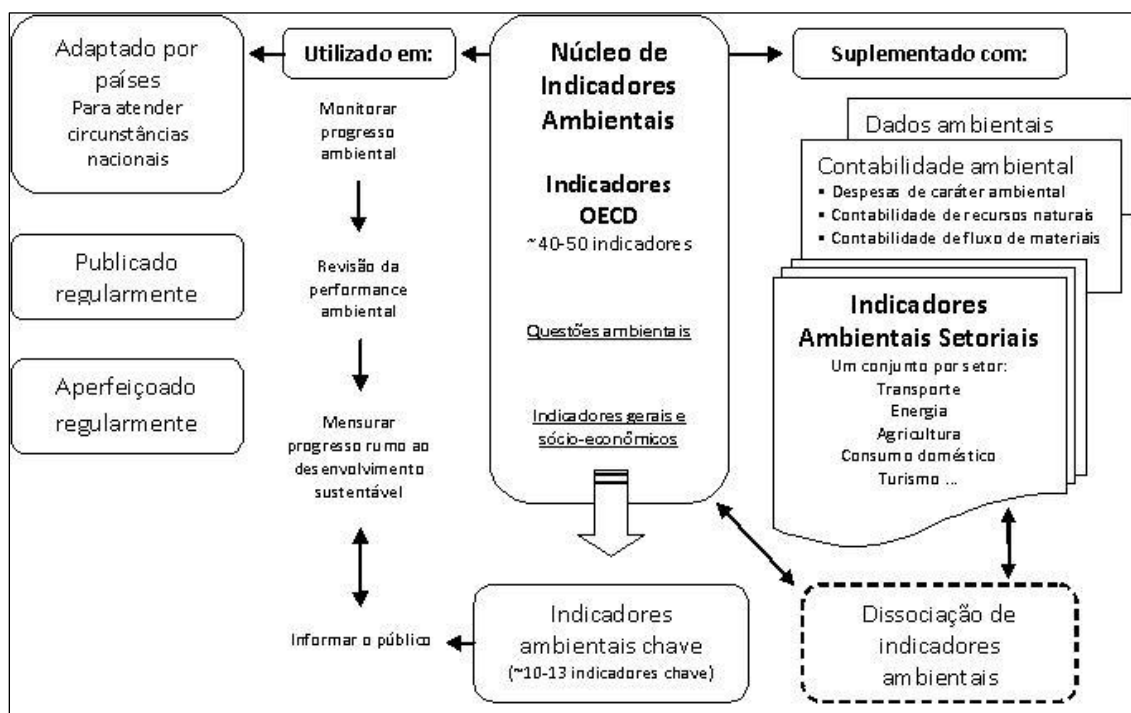 Adaptado por
países
Para atender
circunstâncias
nacionais
Publicado
regularmente
Aperfeiçoado
regularmente
Utilizado em:
Monitorar
progresso
ambiental
Revisão da
performance
ambiental
Mensurar
progresso rumo ao
desenvolvimento
sustentável
Informar o público
Núcleo de
Indicadores
Ambientais
Indicadores
OECD
~40-50 indicadores
Questões ambientais
Indicadores gerais e
sócio-econômicos
Indicadores
ambientais chave
(~10-13 indicadores chave)
Suplementado com:
Dados ambientais
Contabilidade ambiental
▪ Despesas de caráter ambiental
▪ Contabilidade de recursos naturais
▪ Contabilidade de fluxo de materiais
Indicadores
Ambientais Setoriais
Um conjunto por setor:
Transporte
Energia
Agricultura
Consumo doméstico
Turismo ...
Dissociação de
indicadores
ambientais